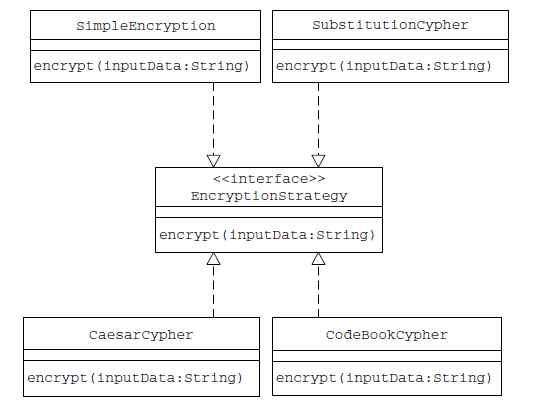 SimpleEncryption
encrypt(inputData:String)
SubstitutionCypher
encrypt(inputData:String)
<<interface>>
EncryptionStrategy
encrypt(inputData:String)
CaesarCypher
encrypt(inputData:String)
CodeBookCypher
encrypt(inputData:String)